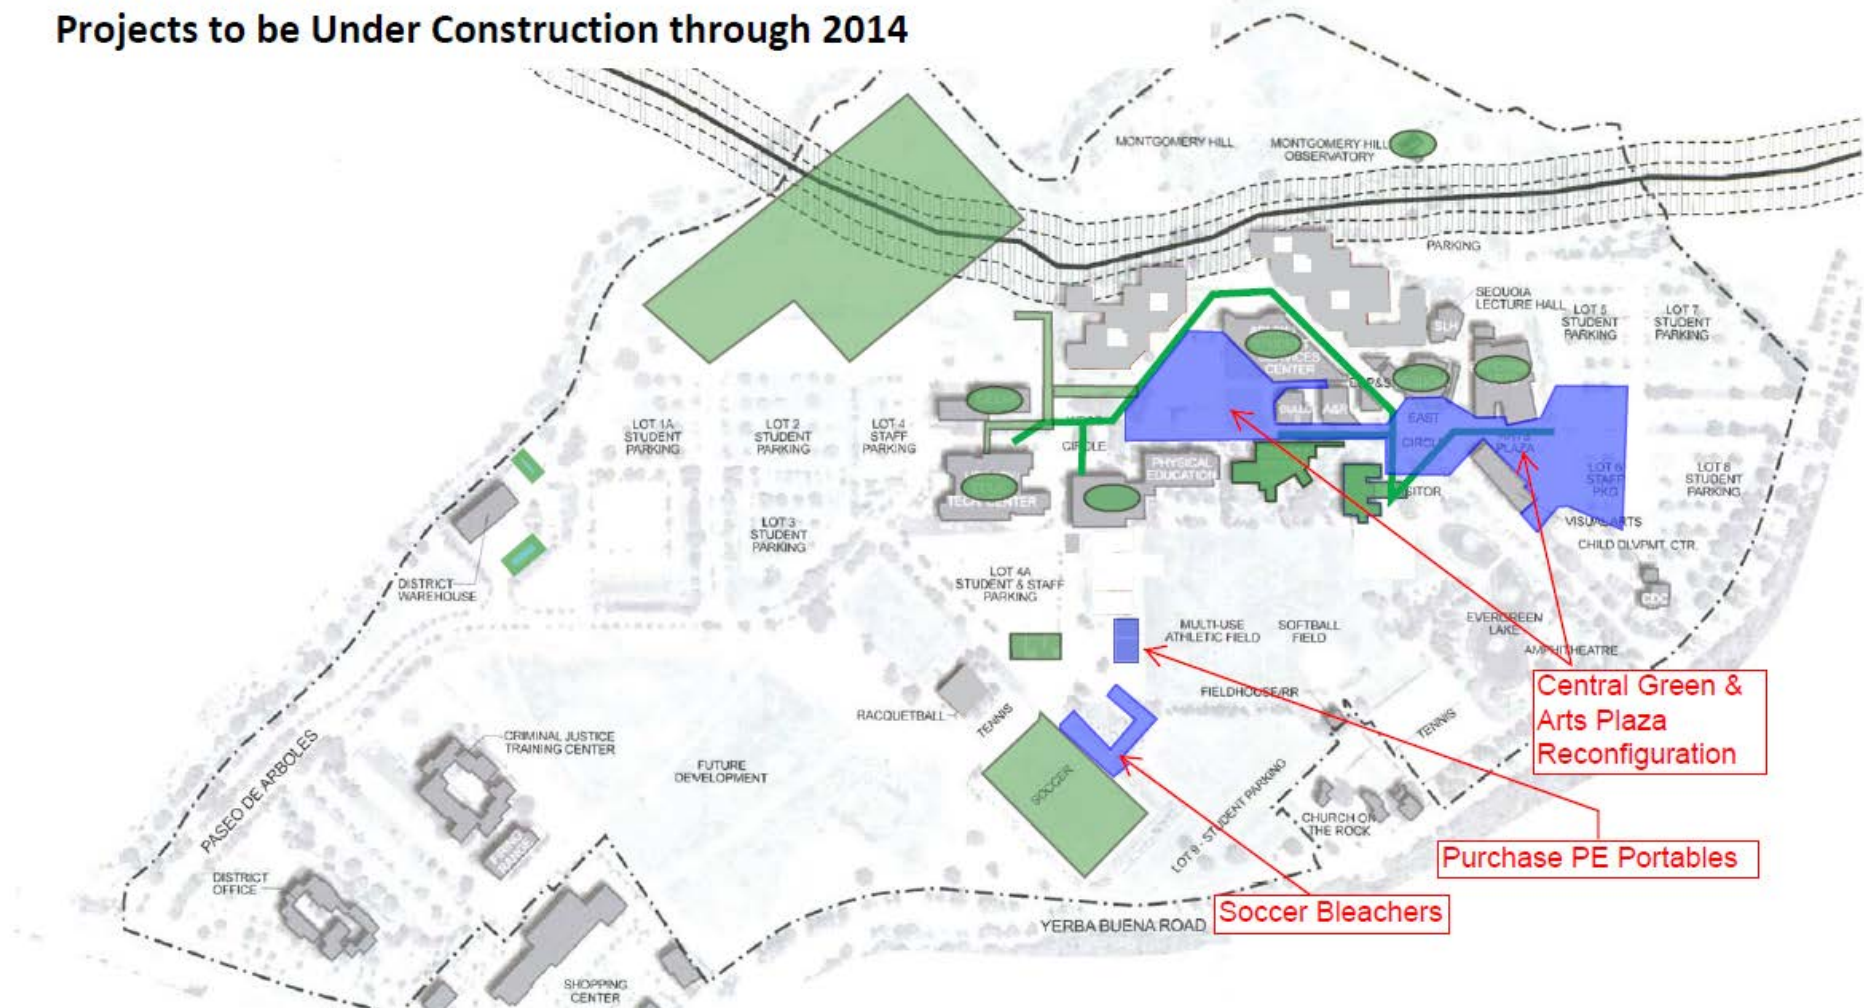 Projects to be Under Construction through 2014
MONTGOMERY HILL
MONTGOMERY HILL
OBSERVATORY
PARKING
SEQUOIA
LECTURE HALL
SLH
LOT 5
STUDENT
PARKING
LOT 7
STUDENT
PARKING
CENTER
LOT 1A
STUDENT
PARKING
LOT 2
STUDENT
PARKING
LOT 4
STAFF
PARKING
CIRCLE
A&R
EAST
CIRCLE
ARTS
PLAZA
LOT 6
STAFF
PKG
LOT 8
STUDENT
PARKING
PHYSICAL
EDUCATION
TECH CENTER
VISUAL ARTS
CHILD DLVPMT. CTR.
CDC
LOT 3
STUDENT
PARKING
DISTRICT
WAREHOUSE
LOT 4A
STUDENT & STAFF
PARKING
MULTI-USE
ATHLETIC FIELD
SOFTBALL
FIELD
EVERGREEN
LAKE
AMPHITHEATRE
FIELDHOUSE/RR
RACQUETBALL
TENNIS
TENNIS
Central Green &
Arts Plaza
Reconfiguration
PASEO DE ARBOLES
CRIMINAL JUSTICE
TRAINING CENTER
FUTURE
DEVELOPMENT
SOCCER
LOT 9 - STUDENT PARKING
CHURCH ON
THE ROCK
Purchase PE Portables
DISTRICT
OFFICE
Soccer Bleachers
YERBA BUENA ROAD
SHOPPING
CENTER